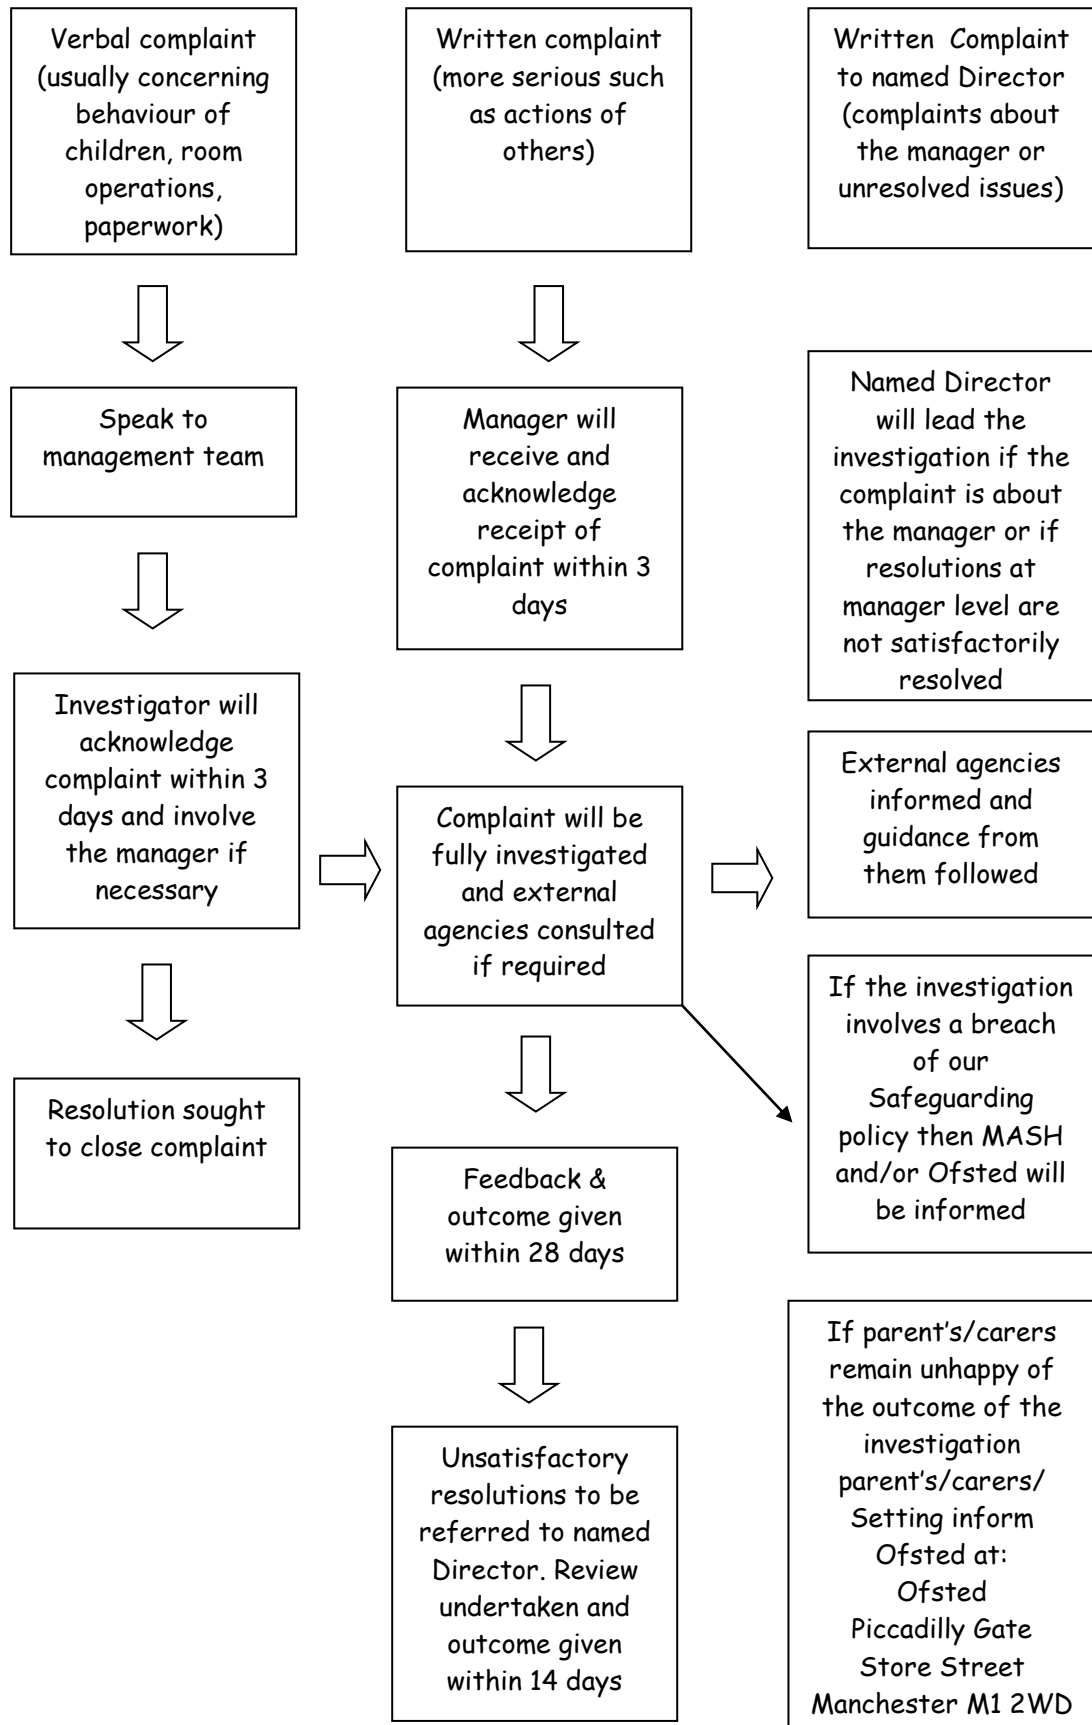 Verbal complaint
(usually concerning
behaviour of
children, room
operations,
paperwork)
Speak to
management team
Investigator will
acknowledge
complaint within 3
days and involve
the manager if
necessary
Resolution sought
to close complaint
Written complaint
(more serious such
as actions of
others)
Manager will
receive and
acknowledge
receipt of
complaint within 3
days
Complaint will be
fully investigated
and external
agencies consulted
if required
Feedback &
outcome given
within 28 days
Unsatisfactory
resolutions to be
referred to named
Director. Review
undertaken and
outcome given
within 14 days
Written Complaint
to named Director
(complaints about
the manager or
unresolved issues)
Named Director
will lead the
investigation if the
complaint is about
the manager or if
resolutions at
manager level are
not satisfactorily
resolved
External agencies
informed and
guidance from
them followed
If the investigation
involves a breach
of our
Safeguarding
policy then MASH
and/or Ofsted will
be informed
If parent's/carers
remain unhappy of
the outcome of the
investigation
parent's/carers/
Setting inform
Ofsted at:
Ofsted
Piccadilly Gate
Store Street
Manchester M1 2WD